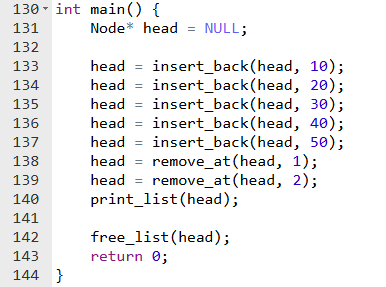 130 int main() {
131     Node* head = NULL;
132
133     head = insert_back(head, 10);
134     head = insert_back(head, 20);
135     head = insert_back(head, 30);
136     head = insert_back(head, 40);
137     head = insert_back(head, 50);
138     head = remove_at(head, 1);
139     head = remove_at(head, 2);
140     print_list(head);
141
142     free_list(head);
143     return 0;
144 }